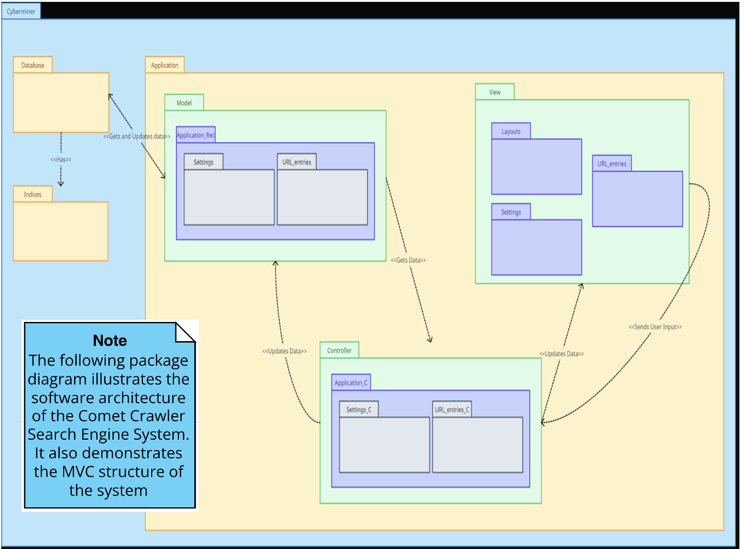 Cyberminer
Database
Application
Model
View
<<Gets and Updates data>>
Application_Rec
Settings
URL_entries
Layouts
URL_entries
Settings
<<Has>>
Indices
<<Gets Data>>
<<Sends User Input>>
<<Updates Data>>
<<Updates Data>>
Controller
Application_C
Settings_C
URL_entries_C
Note
The following package
diagram illustrates the
software architecture
of the Comet Crawler
Search Engine System.
It also demonstrates
the MVC structure of
the system